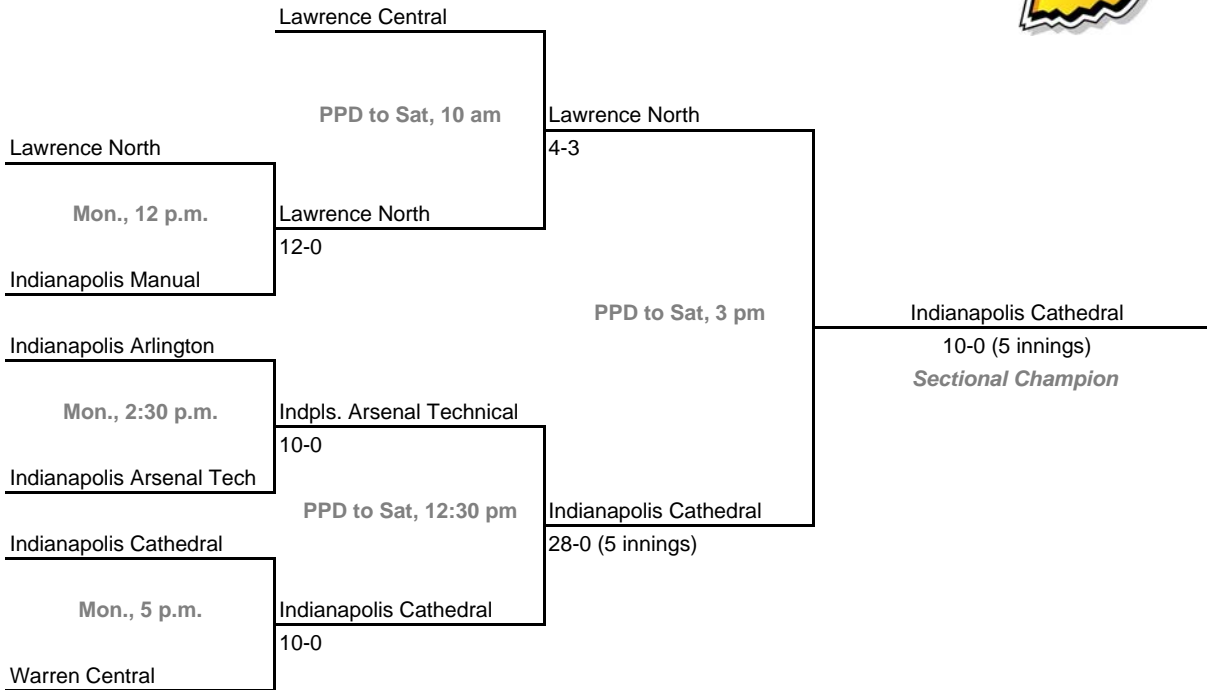 Lawrence Central
PPD to Sat, 10 am
Lawrence North
Lawrence North
4-3
Mon., 12 p.m.
Lawrence North
12-0
Indianapolis Manual
PPD to Sat, 3 pm
Indianapolis Cathedral
Indianapolis Arlington
10-0 (5 innings)
Sectional Champion
Mon., 2:30 p.m.
Indpls. Arsenal Technical
10-0
Indianapolis Arsenal Tech
PPD to Sat, 12:30 pm
Indianapolis Cathedral
Indianapolis Cathedral
28-0 (5 innings)
Mon., 5 p.m.
Indianapolis Cathedral
10-0
Warren Central